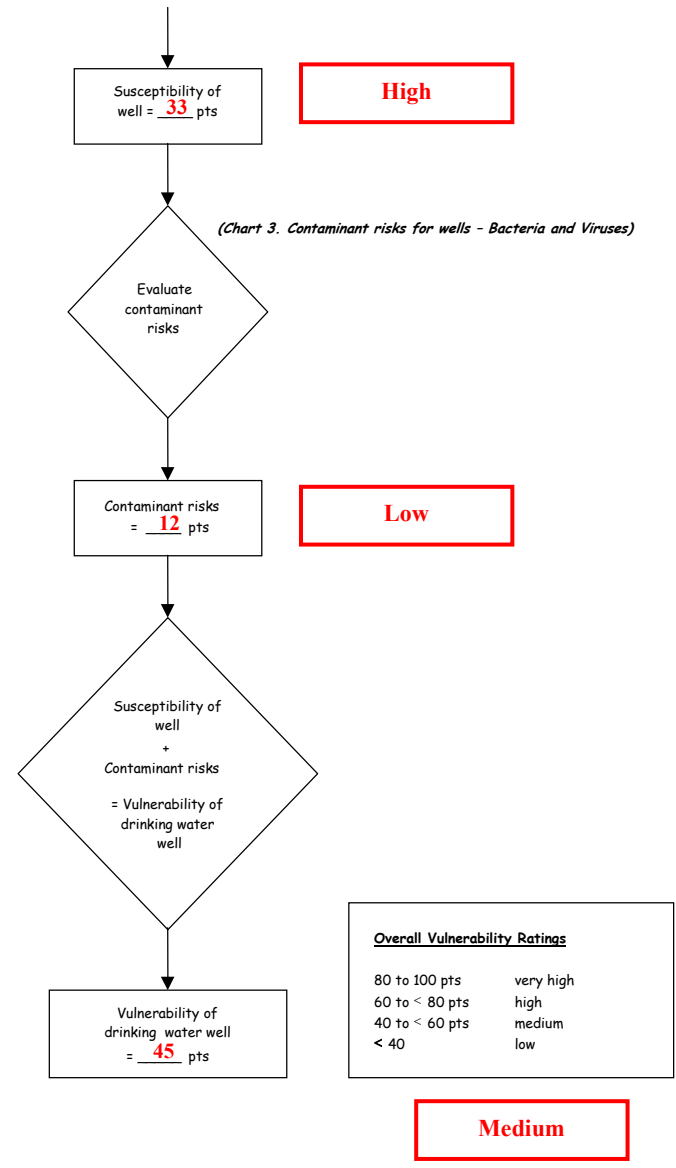 Susceptibility of
well = 33 pts
High
(Chart 3. Contaminant risks for wells – Bacteria and Viruses)
Evaluate
contaminant
risks
Contaminant risks
= 12 pts
Low
Susceptibility of
well
+
Contaminant risks
= Vulnerability of
drinking water
well
Vulnerability of
drinking water well
= 45 pts
Overall Vulnerability Ratings
80 to 100 pts very high
60 to < 80 pts high
40 to < 60 pts medium
< 40 low
Medium